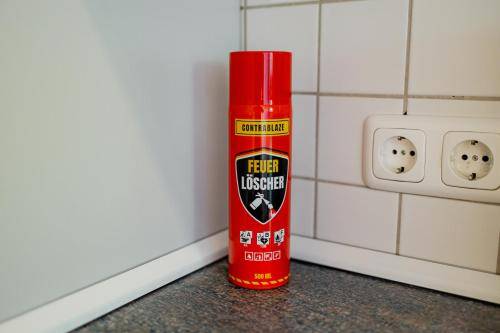 CONTRABLAZE
FEUER
LÖSCHER
A B F
500 ML